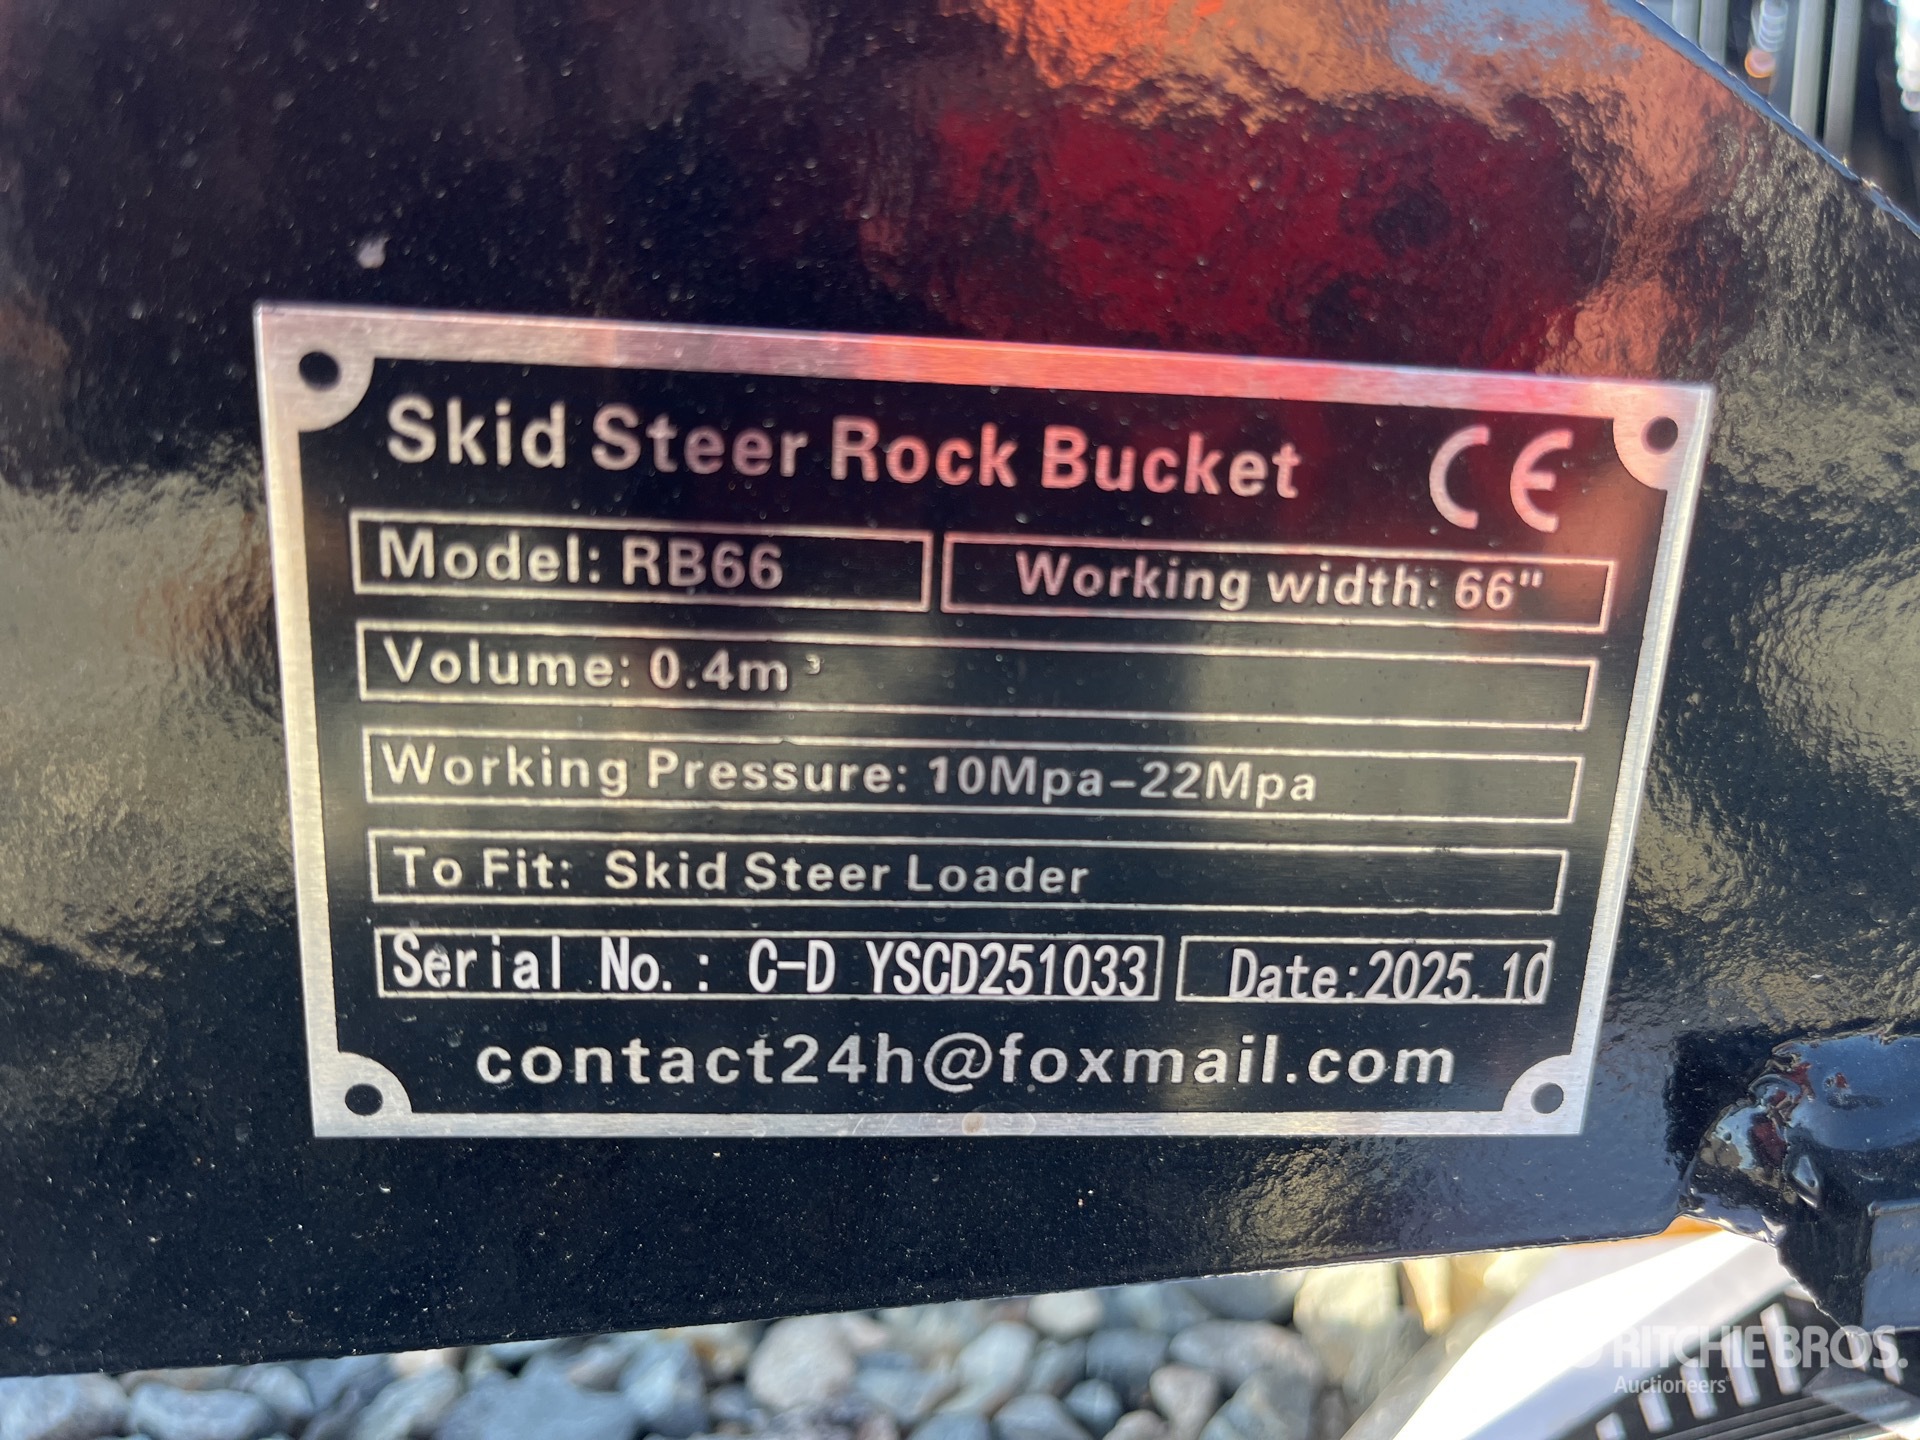 Skid Steer Rock Bucket CE
Model: RB66 Working width: 66"
Volume: 0.4m³
Working Pressure: 10Mpa-22Mpa
To Fit: Skid Steer Loader
Serial No.: C-D YSCD251033 Date:2025.10
contact24h@foxmail.com
RITCHIE BROS.
Auctioneers